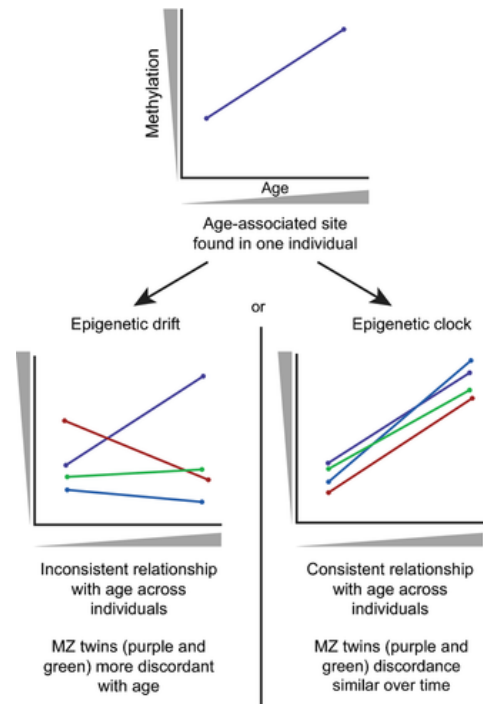 Methylation
Age
Age-associated site
found in one individual
or
Epigenetic drift
Epigenetic clock
Inconsistent relationship
with age across
individuals
MZ twins (purple and
green) more discordant
with age
Consistent relationship
with age across
individuals
MZ twins (purple and
green) discordance
similar over time